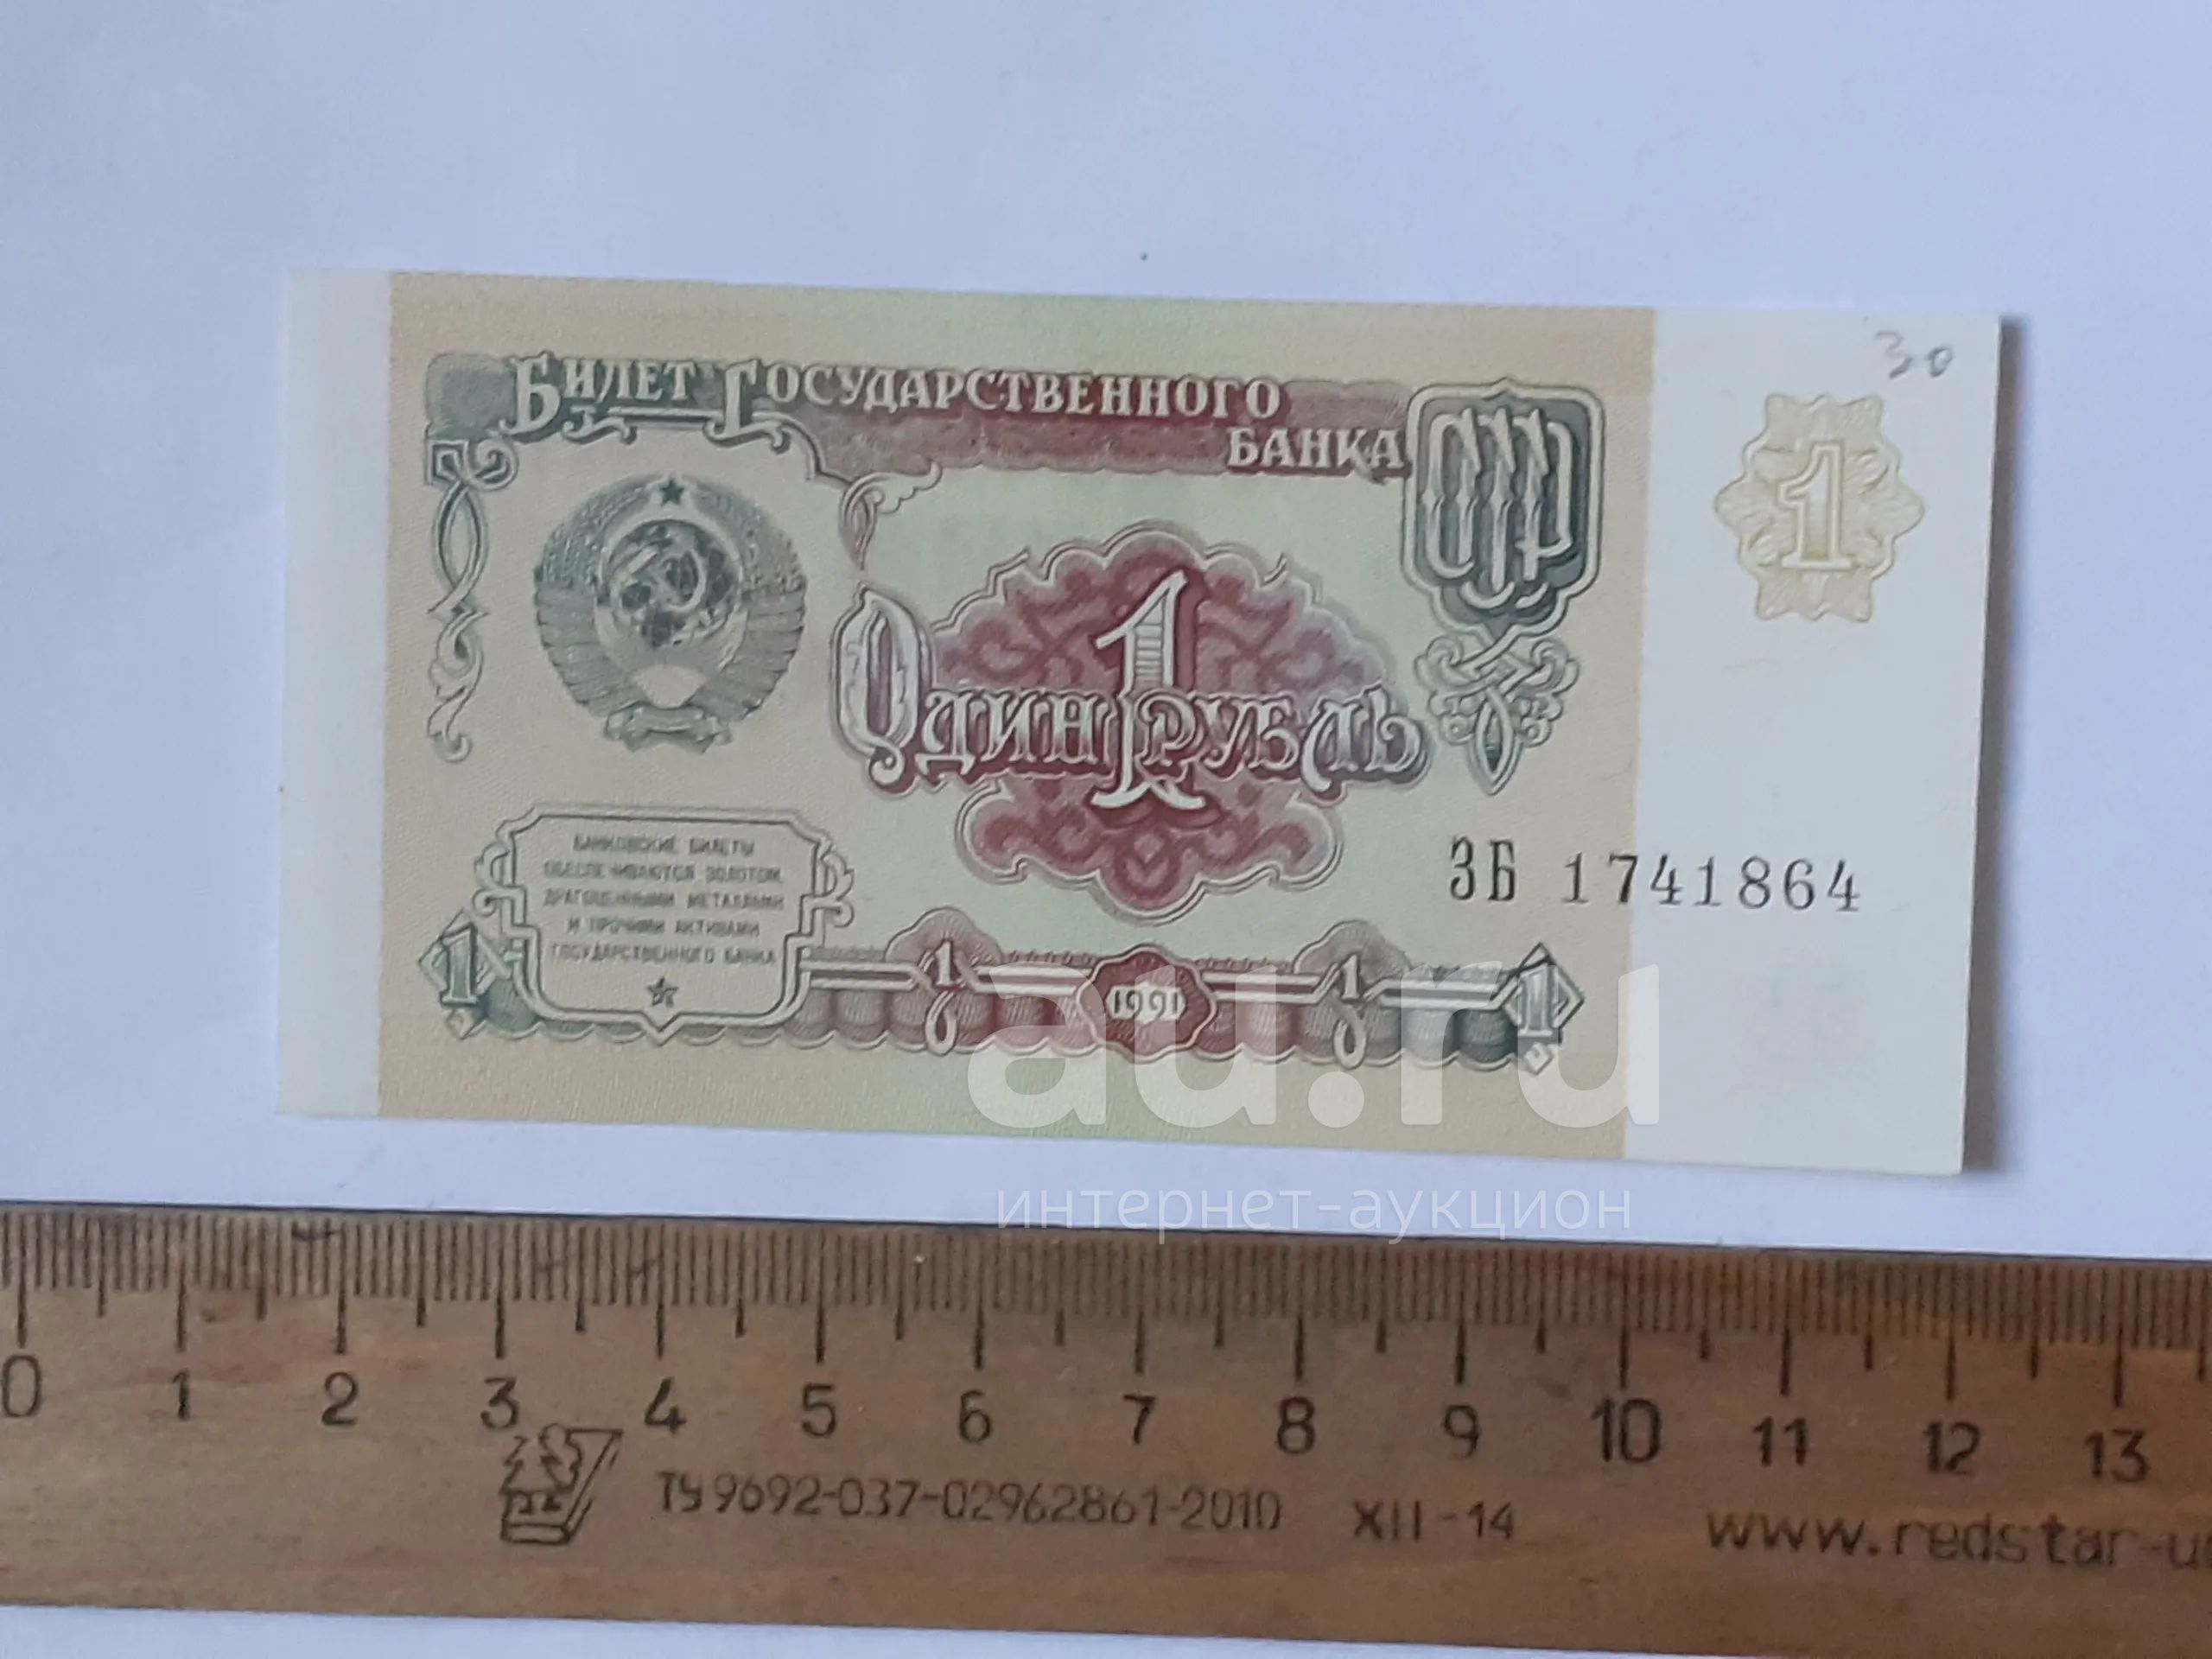 30
БИЛЕТ ГОСУДАРСТВЕННОГО
БАНКА СССР
1
1
ОДИН РУБЛЬ
БАНКОВСКИЕ БИЛЕТЫ
ОБЕСПЕЧИВАЮТСЯ ЗОЛОТОМ,
ДРАГОЦЕННЫМИ МЕТАЛЛАМИ
И ПРОЧИМИ АКТИВАМИ
ГОСУДАРСТВЕННОГО БАНКА
ЗБ 1741864
1 1 1991 1 1
au.ru
интернет-аукцион
0 1 2 3 4 5 6 7 8 9 10 11 12 13
ТУ 9692-037-02962861-2010 XII-14
www.redstar-u